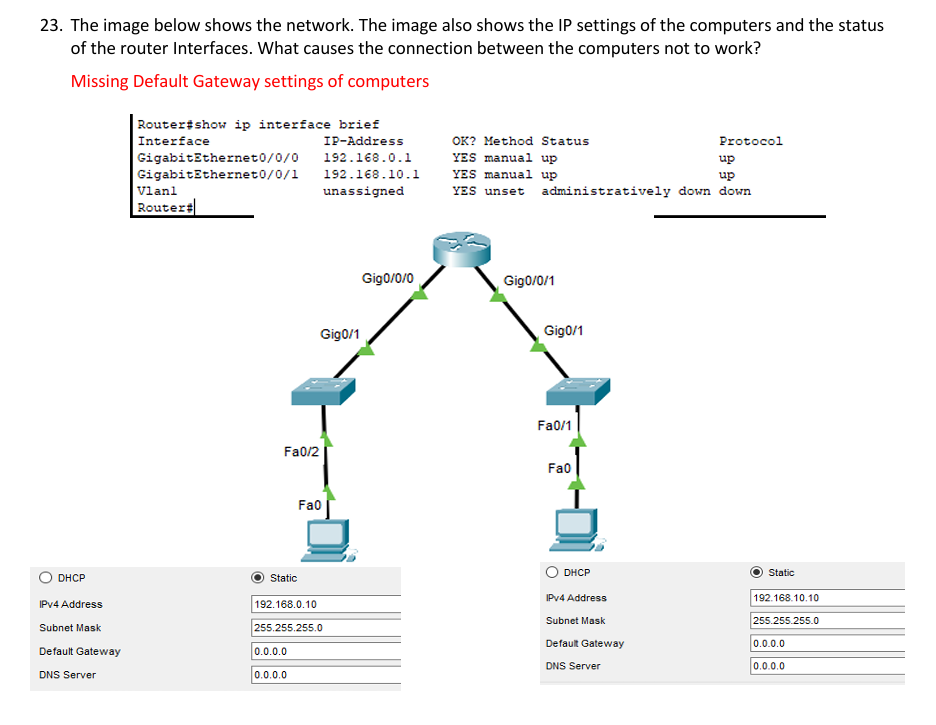 23. The image below shows the network. The image also shows the IP settings of the computers and the status
of the router Interfaces. What causes the connection between the computers not to work?
Missing Default Gateway settings of computers
Router#show ip interface brief
Interface IP-Address OK? Method Status Protocol
GigabitEthernet0/0/0 192.168.0.1 YES manual up up
GigabitEthernet0/0/1 192.168.10.1 YES manual up up
Vlan1 unassigned YES unset administratively down down
Router#
Gig0/0/0 Gig0/0/1
Gig0/1 Gig0/1
Fa0/1
Fa0/2
Fa0
Fa0
DHCP Static
IPv4 Address 192.168.0.10
Subnet Mask 255.255.255.0
Default Gateway 0.0.0.0
DNS Server 0.0.0.0
DHCP Static
IPv4 Address 192.168.10.10
Subnet Mask 255.255.255.0
Default Gateway 0.0.0.0
DNS Server 0.0.0.0